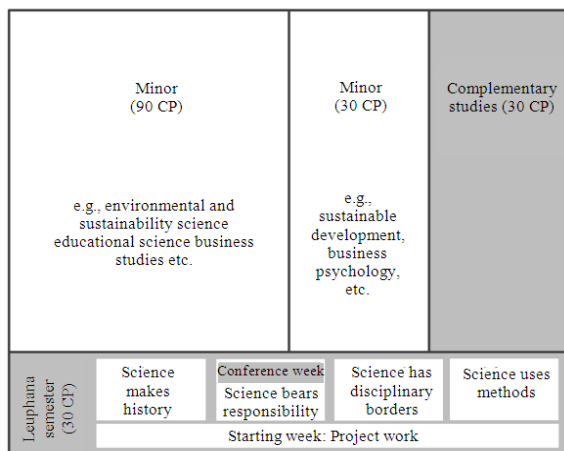 Minor
(90 CP)
e.g., environmental and
sustainability science
educational science business
studies etc.
Minor
(30 CP)
e.g.,
sustainable
development,
business
psychology,
etc.
Complementary
studies (30 CP)
Leuphana
semester
(30 CP)
Science
makes
history
Conference week
Science bears
responsibility
Science has
disciplinary
borders
Science uses
methods
Starting week: Project work